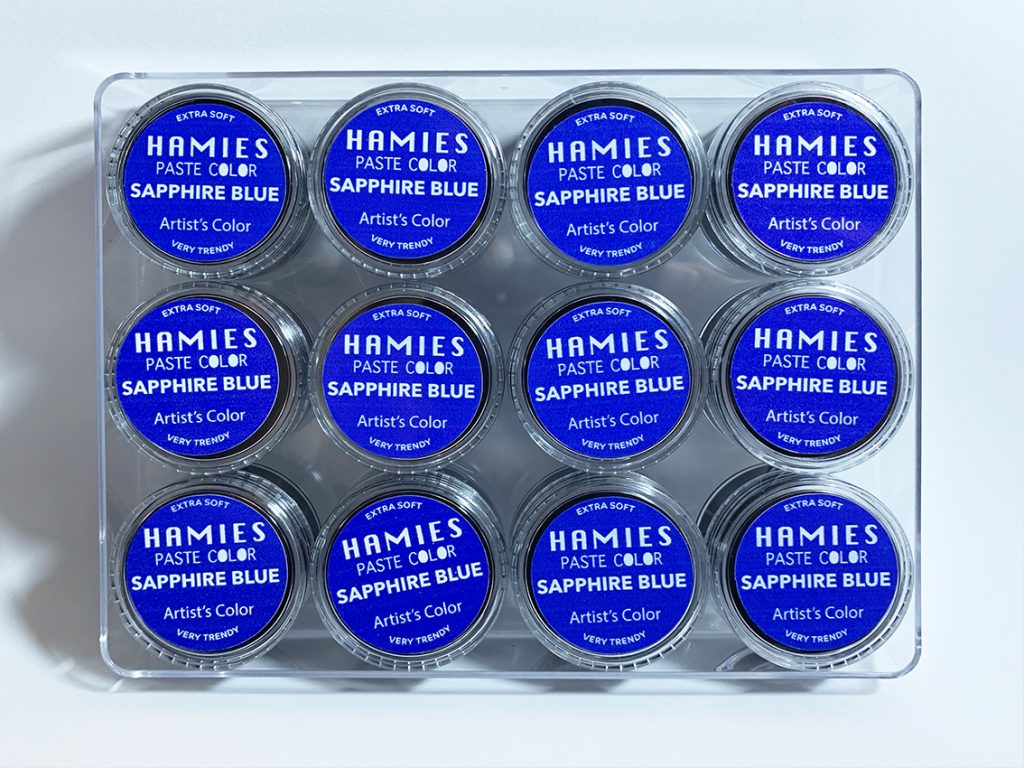 EXTRA SOFT
HAMIES
PASTE COLOR
SAPPHIRE BLUE
Artist's Color
VERY TRENDY
EXTRA SOFT
HAMIES
PASTE COLOR
SAPPHIRE BLUE
Artist's Color
VERY TRENDY
EXTRA SOFT
HAMIES
PASTE COLOR
SAPPHIRE BLUE
Artist's Color
VERY TRENDY
EXTRA SOFT
HAMIES
PASTE COLOR
SAPPHIRE BLUE
Artist's Color
VERY TRENDY
EXTRA SOFT
HAMIES
PASTE COLOR
SAPPHIRE BLUE
Artist's Color
VERY TRENDY
EXTRA SOFT
HAMIES
PASTE COLOR
SAPPHIRE BLUE
Artist's Color
VERY TRENDY
EXTRA SOFT
HAMIES
PASTE COLOR
SAPPHIRE BLUE
Artist's Color
VERY TRENDY
EXTRA SOFT
HAMIES
PASTE COLOR
SAPPHIRE BLUE
Artist's Color
VERY TRENDY
EXTRA SOFT
HAMIES
PASTE COLOR
SAPPHIRE BLUE
Artist's Color
VERY TRENDY
EXTRA SOFT
HAMIES
PASTE COLOR
SAPPHIRE BLUE
Artist's Color
VERY TRENDY
EXTRA SOFT
HAMIES
PASTE COLOR
SAPPHIRE BLUE
Artist's Color
VERY TRENDY
EXTRA SOFT
HAMIES
PASTE COLOR
SAPPHIRE BLUE
Artist's Color
VERY TRENDY